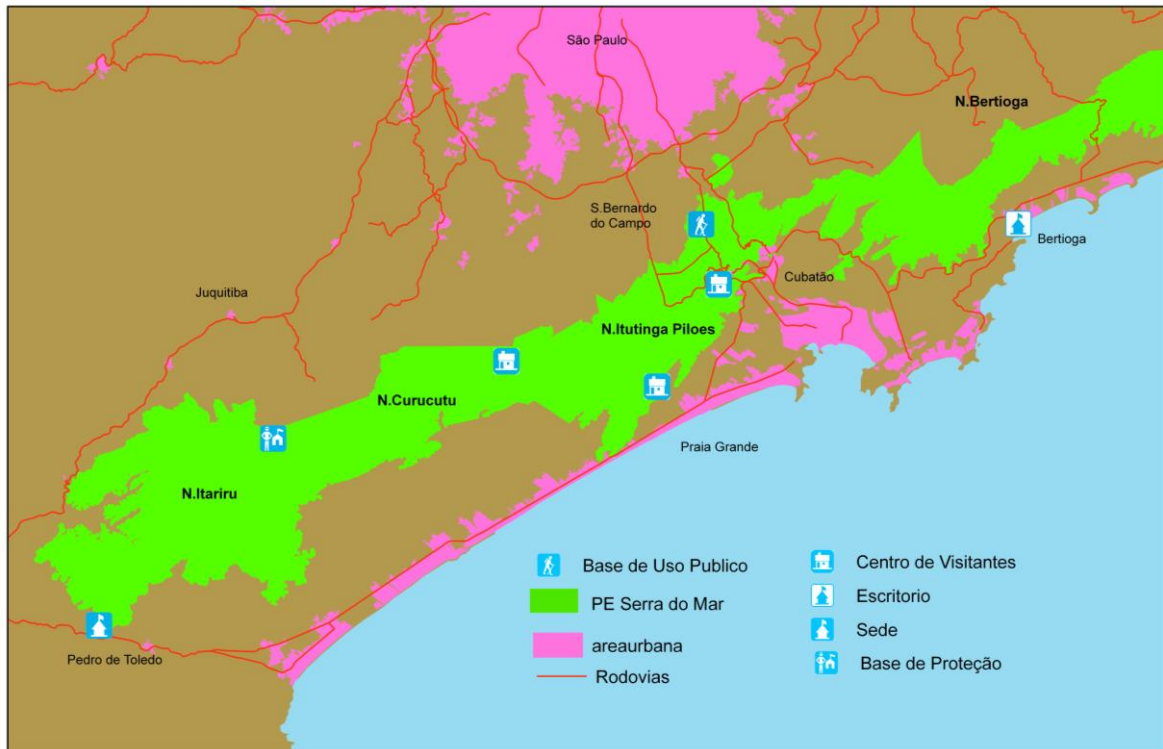 São Paulo
N.Bertioga
S.Bernardo
do Campo
Bertioga
Cubatão
Juquitiba
N.Itutinga Piloes
N.Curucutu
Praia Grande
N.Itariru
Pedro de Toledo
Base de Uso Publico
PE Serra do Mar
areaurbana
Rodovias
Centro de Visitantes
Escritorio
Sede
Base de Proteção